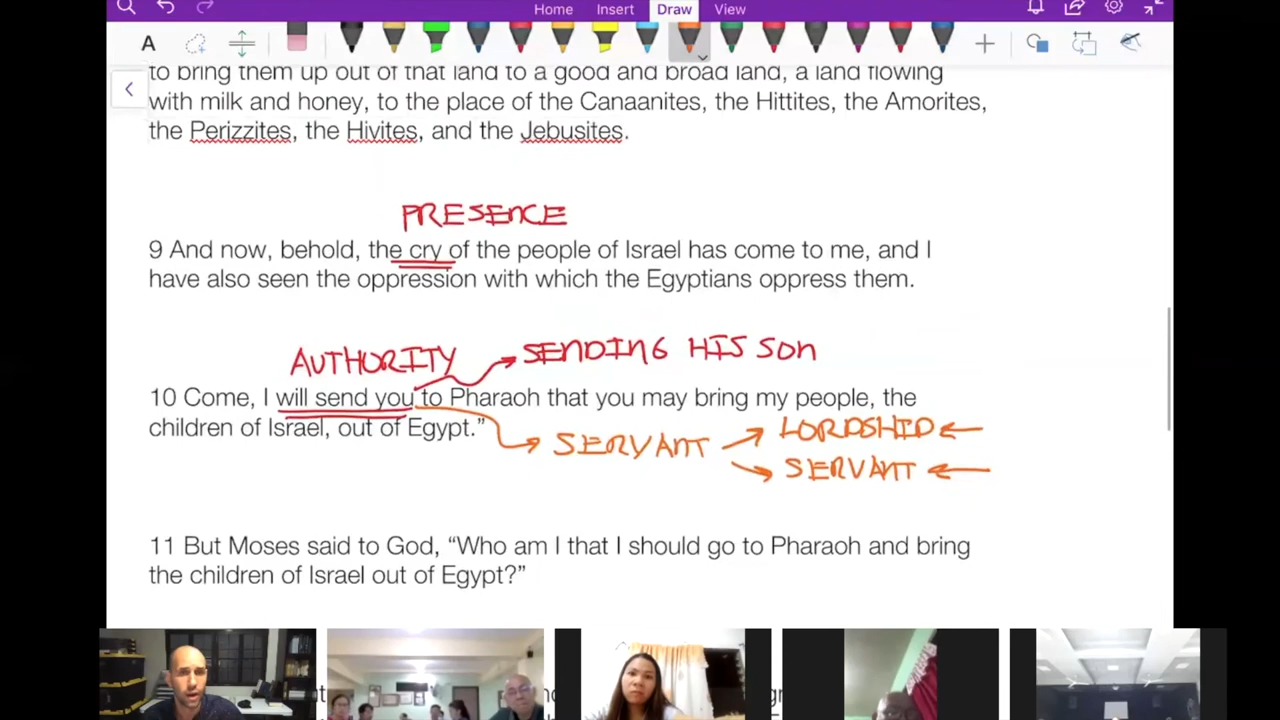 Home Insert Draw View
A
to bring them up out of that land to a good and broad land, a land flowing
with milk and honey, to the place of the Canaanites, the Hittites, the Amorites,
the Perizzites, the Hivites, and the Jebusites.
PRESENCE
9 And now, behold, the cry of the people of Israel has come to me, and I
have also seen the oppression with which the Egyptians oppress them.
AUTHORITY SENDING HIS SON
10 Come, I will send you to Pharaoh that you may bring my people, the
children of Israel, out of Egypt.”
LORDSHIP
SERVANT
SERVANT
11 But Moses said to God, “Who am I that I should go to Pharaoh and bring
the children of Israel out of Egypt?”